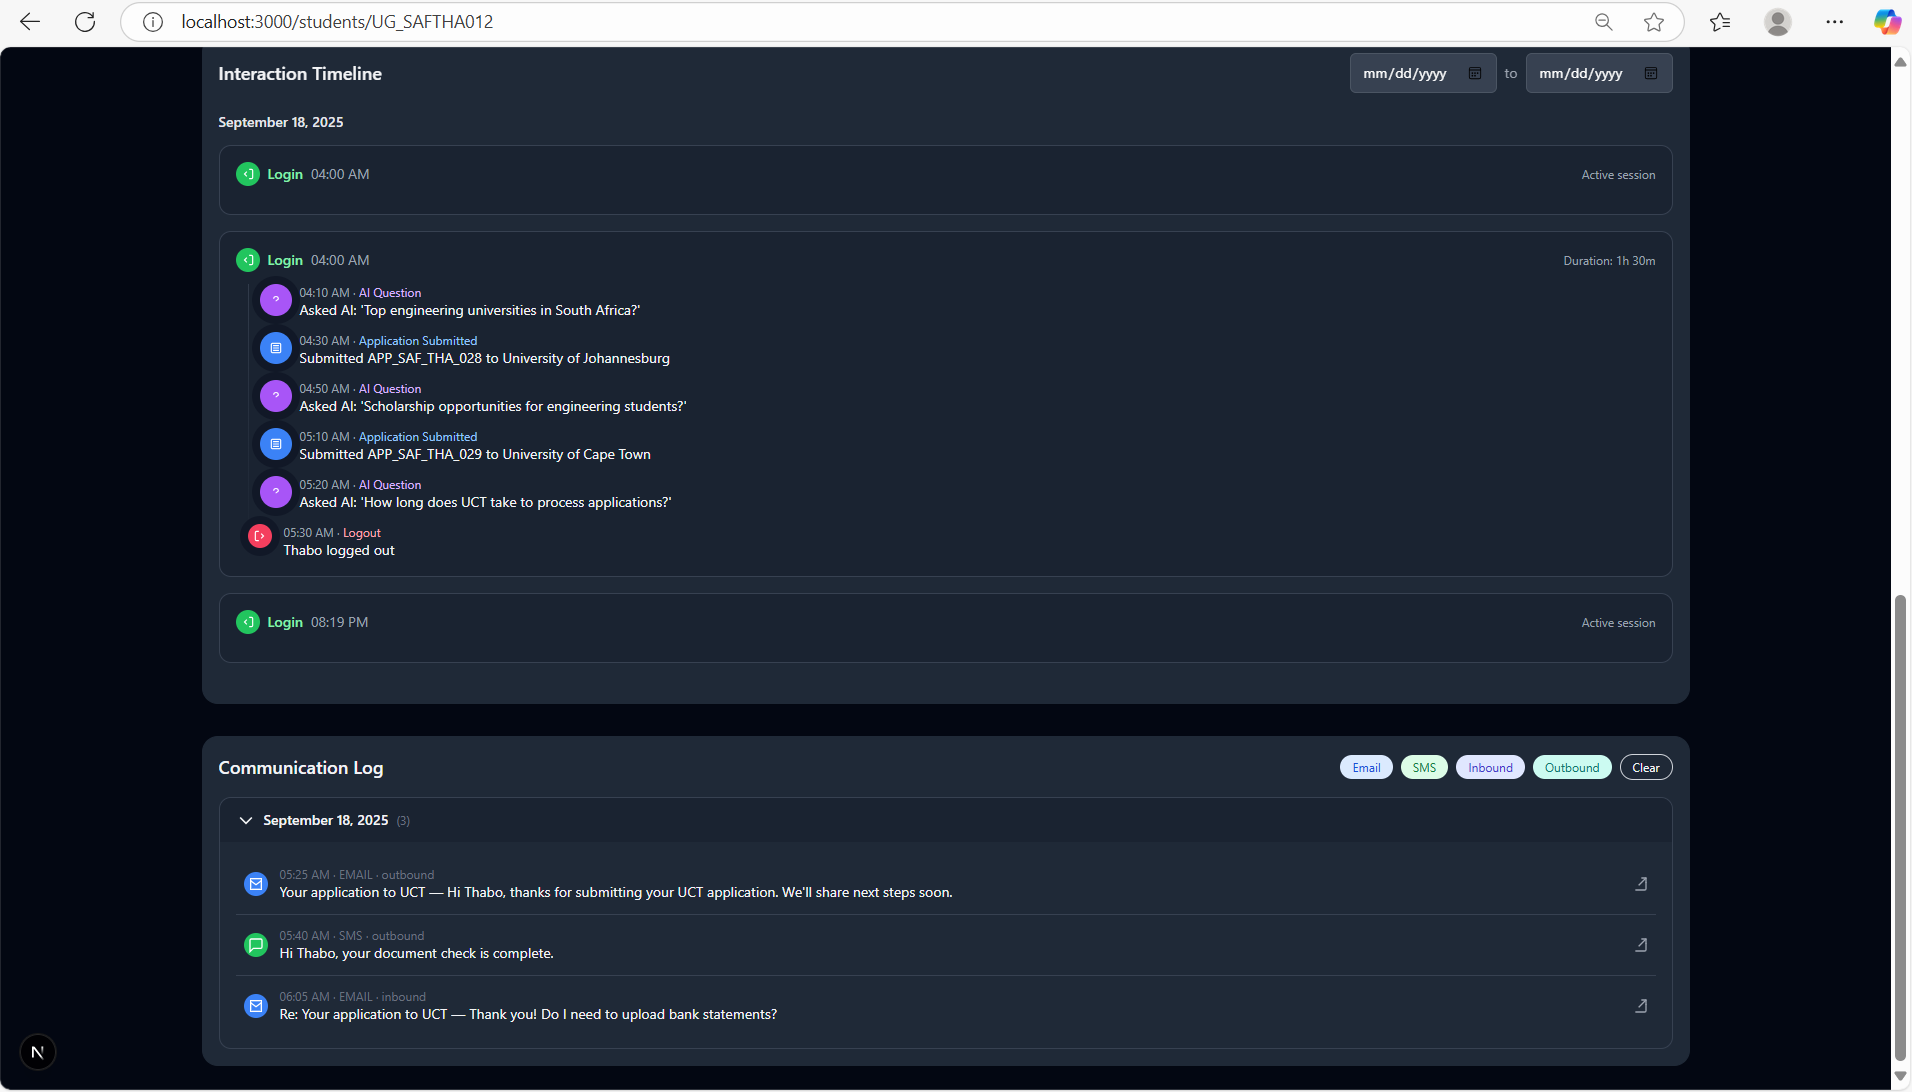 localhost:3000/students/UG_SAFTHA012
Interaction Timeline
mm/dd/yyyy to mm/dd/yyyy
September 18, 2025
Login 04:00 AM Active session
Login 04:00 AM Duration: 1h 30m
?
04:10 AM · AI Question
Asked AI: 'Top engineering universities in South Africa?'
04:30 AM · Application Submitted
Submitted APP_SAF_THA_028 to University of Johannesburg
?
04:50 AM · AI Question
Asked AI: 'Scholarship opportunities for engineering students?'
05:10 AM · Application Submitted
Submitted APP_SAF_THA_029 to University of Cape Town
?
05:20 AM · AI Question
Asked AI: 'How long does UCT take to process applications?'
05:30 AM · Logout
Thabo logged out
Login 08:19 PM Active session
Communication Log
Email SMS Inbound Outbound Clear
September 18, 2025 (3)
05:25 AM · EMAIL · outbound
Your application to UCT — Hi Thabo, thanks for submitting your UCT application. We'll share next steps soon.
05:40 AM · SMS · outbound
Hi Thabo, your document check is complete.
06:05 AM · EMAIL · inbound
Re: Your application to UCT — Thank you! Do I need to upload bank statements?
N